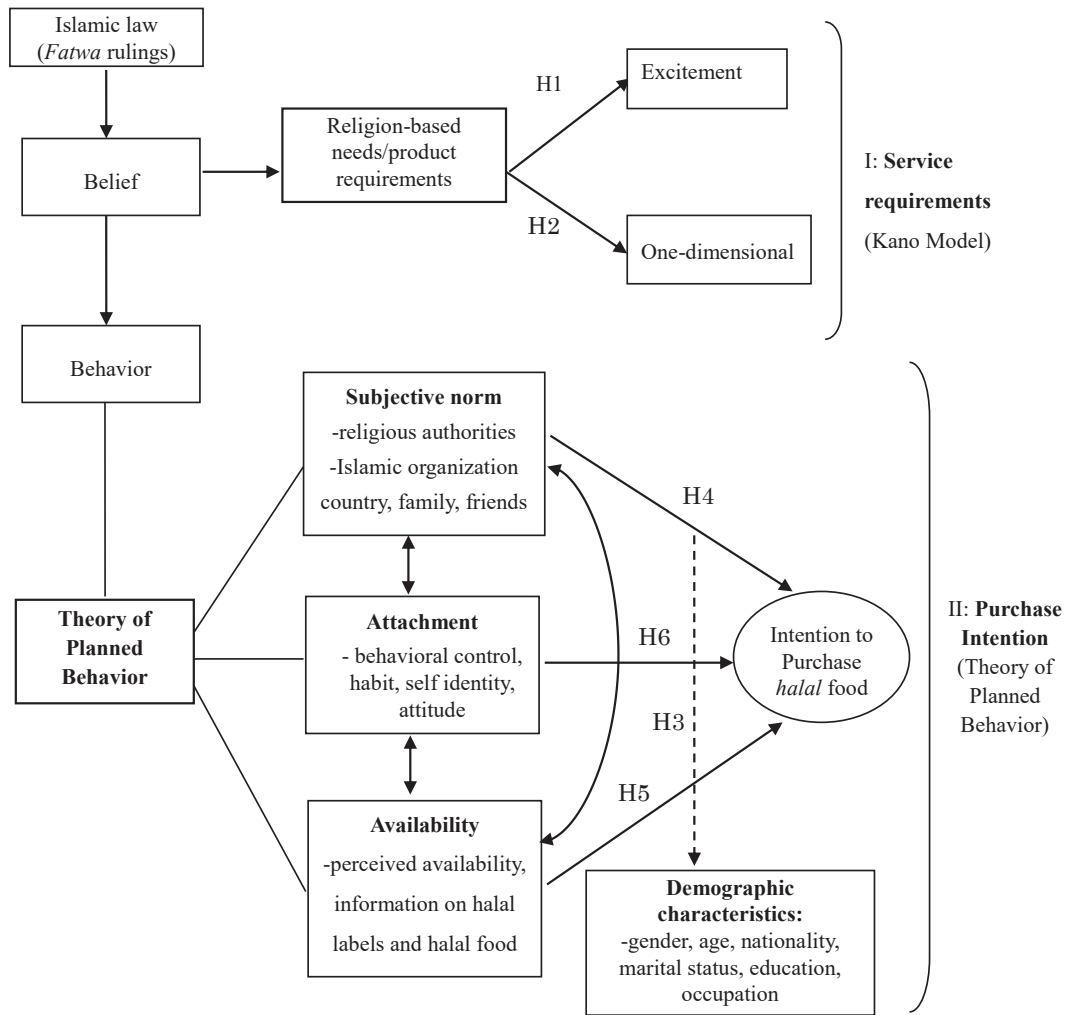 Islamic law
(Fatwa rulings)
Belief
Religion-based
needs/product
requirements
H1
Excitement
H2
One-dimensional
I: Service
requirements
(Kano Model)
Behavior
Subjective norm
-religious authorities
-Islamic organization
country, family, friends
H4
Theory of
Planned
Behavior
Attachment
- behavioral control,
habit, self identity,
attitude
H6
Intention to
Purchase
halal food
H3
II: Purchase
Intention
(Theory of
Planned
Behavior)
H5
Availability
-perceived availability,
information on halal
labels and halal food
Demographic
characteristics:
-gender, age, nationality,
marital status, education,
occupation